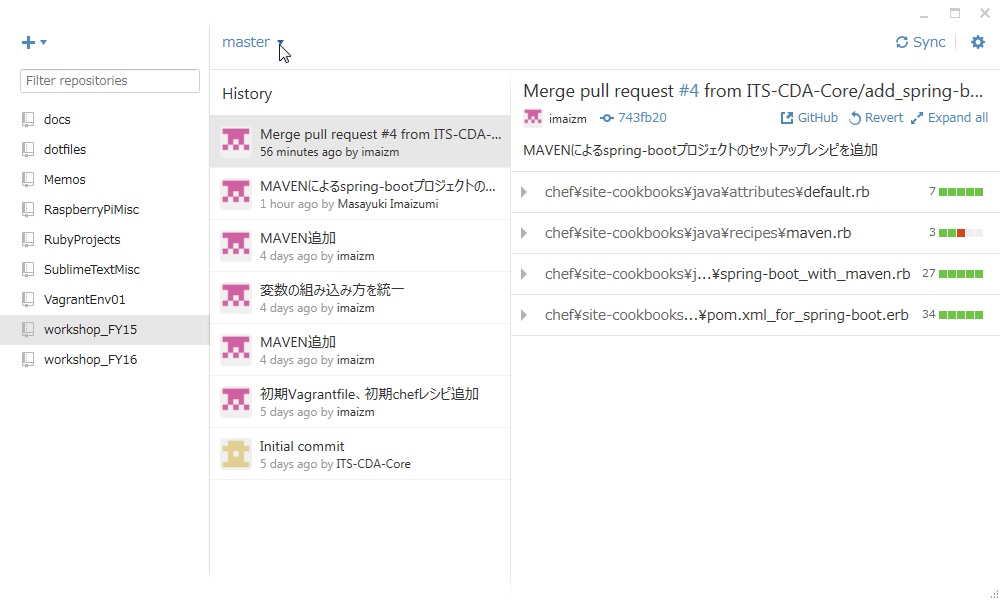 master
Sync
Filter repositories
docs
dotfiles
Memos
RaspberryPiMisc
RubyProjects
SublimeTextMisc
VagrantEnv01
workshop_FY15
workshop_FY16
History
Merge pull request #4 from ITS-CDA-...
56 minutes ago by imaizm
MAVENによるspring-bootプロジェクトの...
1 hour ago by Masayuki Imaizumi
MAVEN追加
4 days ago by imaizm
変数の組み込み方を統一
4 days ago by imaizm
MAVEN追加
4 days ago by imaizm
初期Vagrantfile、初期chefレシピ追加
5 days ago by imaizm
Initial commit
5 days ago by ITS-CDA-Core
Merge pull request #4 from ITS-CDA-Core/add_spring-b...
imaizm 743fb20 GitHub Revert Expand all
MAVENによるspring-bootプロジェクトのセットアップレシピを追加
chef¥site-cookbooks¥java¥attributes¥default.rb 7
chef¥site-cookbooks¥java¥recipes¥maven.rb 3
chef¥site-cookbooks¥j...¥spring-boot_with_maven.rb 27
chef¥site-cookbooks...¥pom.xml_for_spring-boot.erb 34